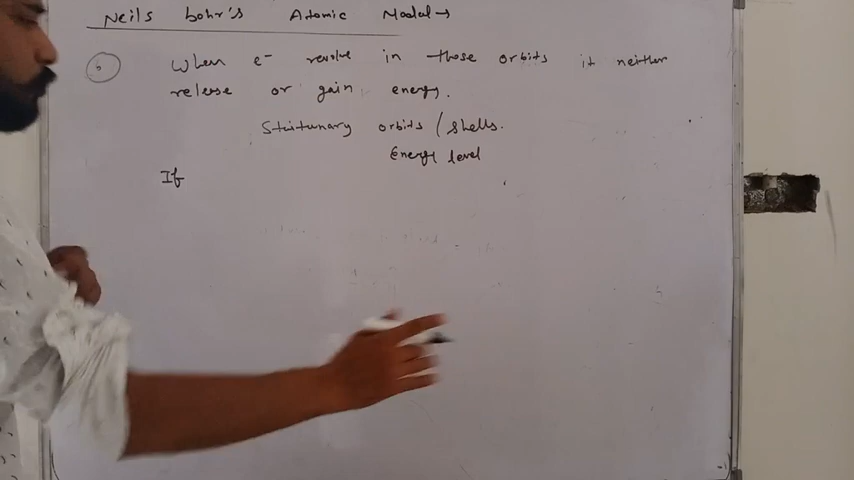 Neils bohr's Atomic Modal→
When e⁻ revolve in those orbits it neither
release or gain energy.
Stationary orbits / shells.
Energy level
If